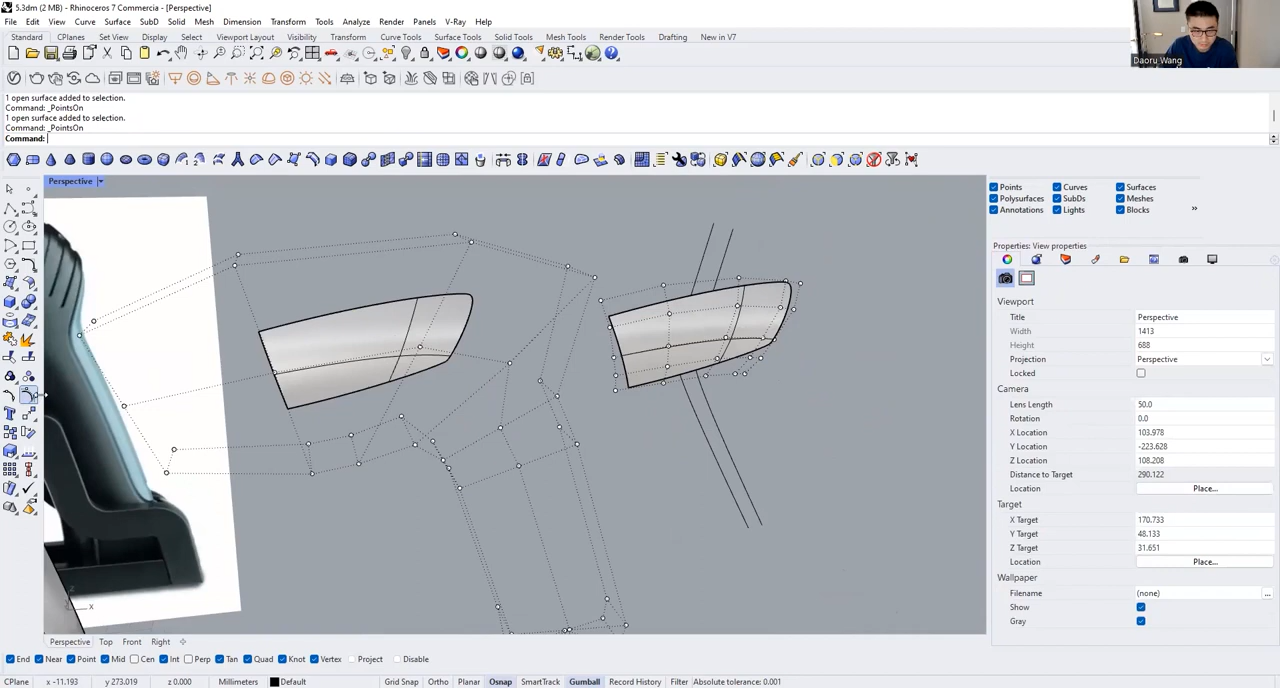 5.3dm (2 MB) - Rhinoceros 7 Commercia - [Perspective]
File Edit View Curve Surface SubD Solid Mesh Dimension Transform Tools Analyze Render Panels V-Ray Help
Standard CPlanes Set View Display Select Viewport Layout Visibility Transform Curve Tools Surface Tools Solid Tools Mesh Tools Render Tools Drafting New in V7
1 open surface added to selection.
Command: _PointsOn
1 open surface added to selection.
Command: _PointsOn
Command:
Daoru Wang
Perspective
Points Curves Surfaces
Polysurfaces SubDs Meshes
Annotations Lights Blocks
Properties: View properties
Viewport
Title Perspective
Width 1413
Height 688
Projection Perspective
Locked
Camera
Lens Length 50.0
Rotation 0.0
X Location 103.978
Y Location -223.628
Z Location 108.208
Distance to Target 290.122
Location Place...
Target
X Target 170.733
Y Target 48.133
Z Target 31.651
Location Place...
Wallpaper
Filename (none) ...
Show
Gray
x
Perspective Top Front Right
End Near Point Mid Cen Int Perp Tan Quad Knot Vertex Project Disable
CPlane x -11.193 y 273.019 z 0.000 Millimeters Default Grid Snap Ortho Planar Osnap SmartTrack Gumball Record History Filter Absolute tolerance: 0.001